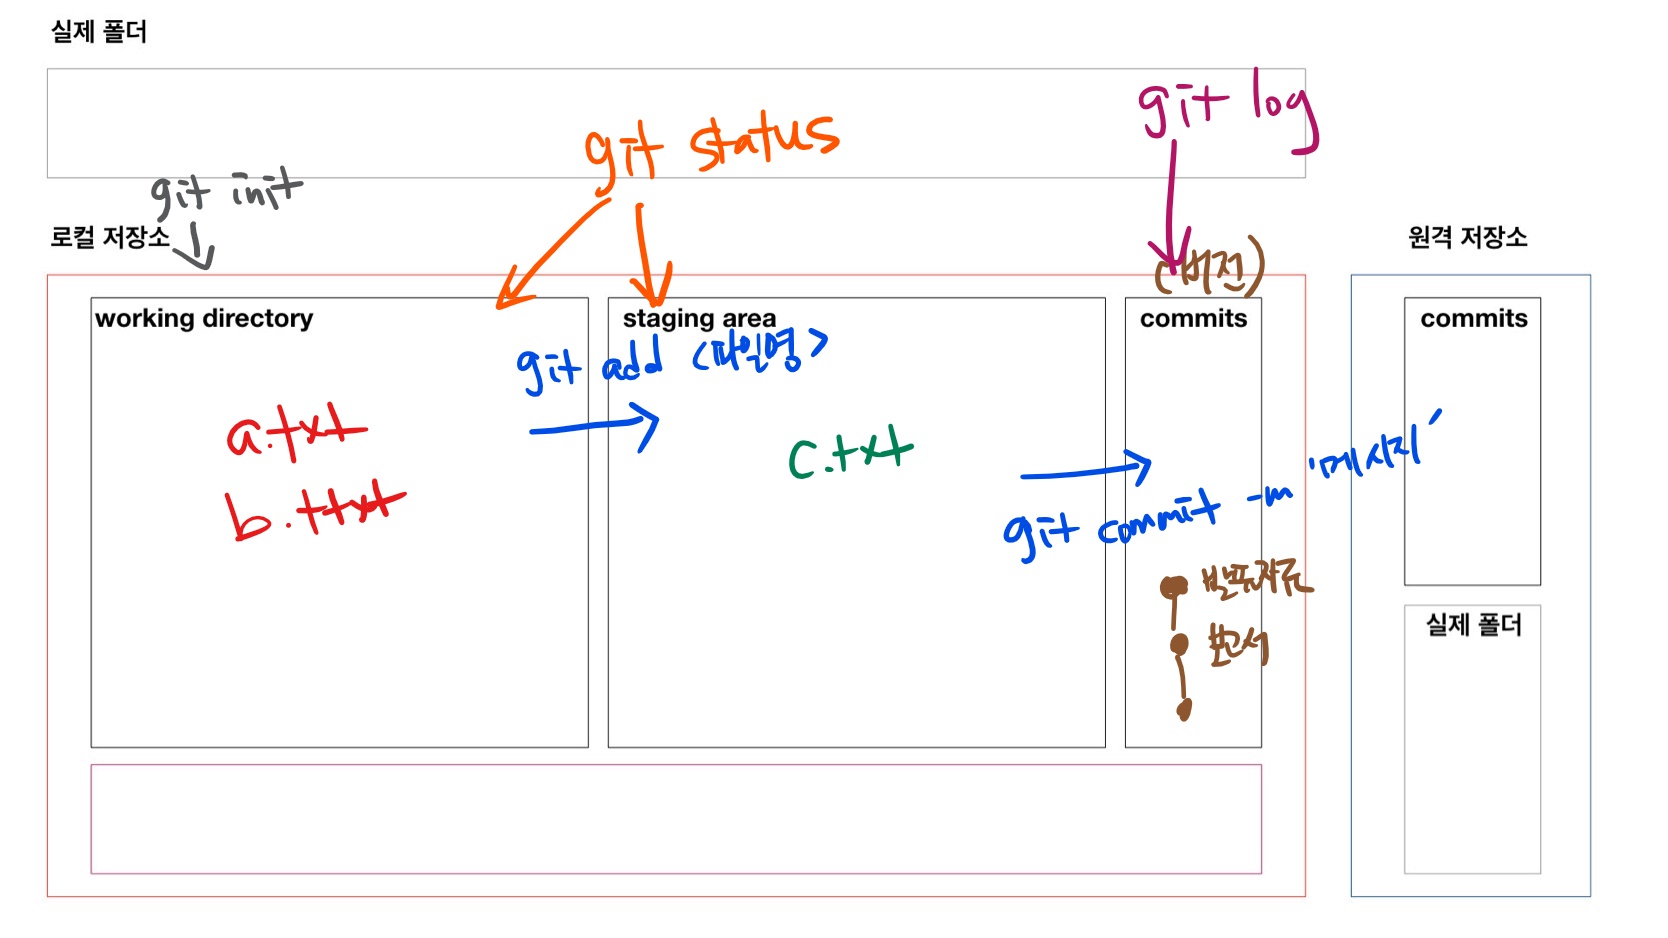 실제 폴더
git log
git status
git init
로컬 저장소
원격 저장소
(버전)
working directory
staging area
commits
commits
git add <파일명>
a.txt
c.txt
b.ttxt
git commit -m '메시지'
발표자료
보고서
실제 폴더